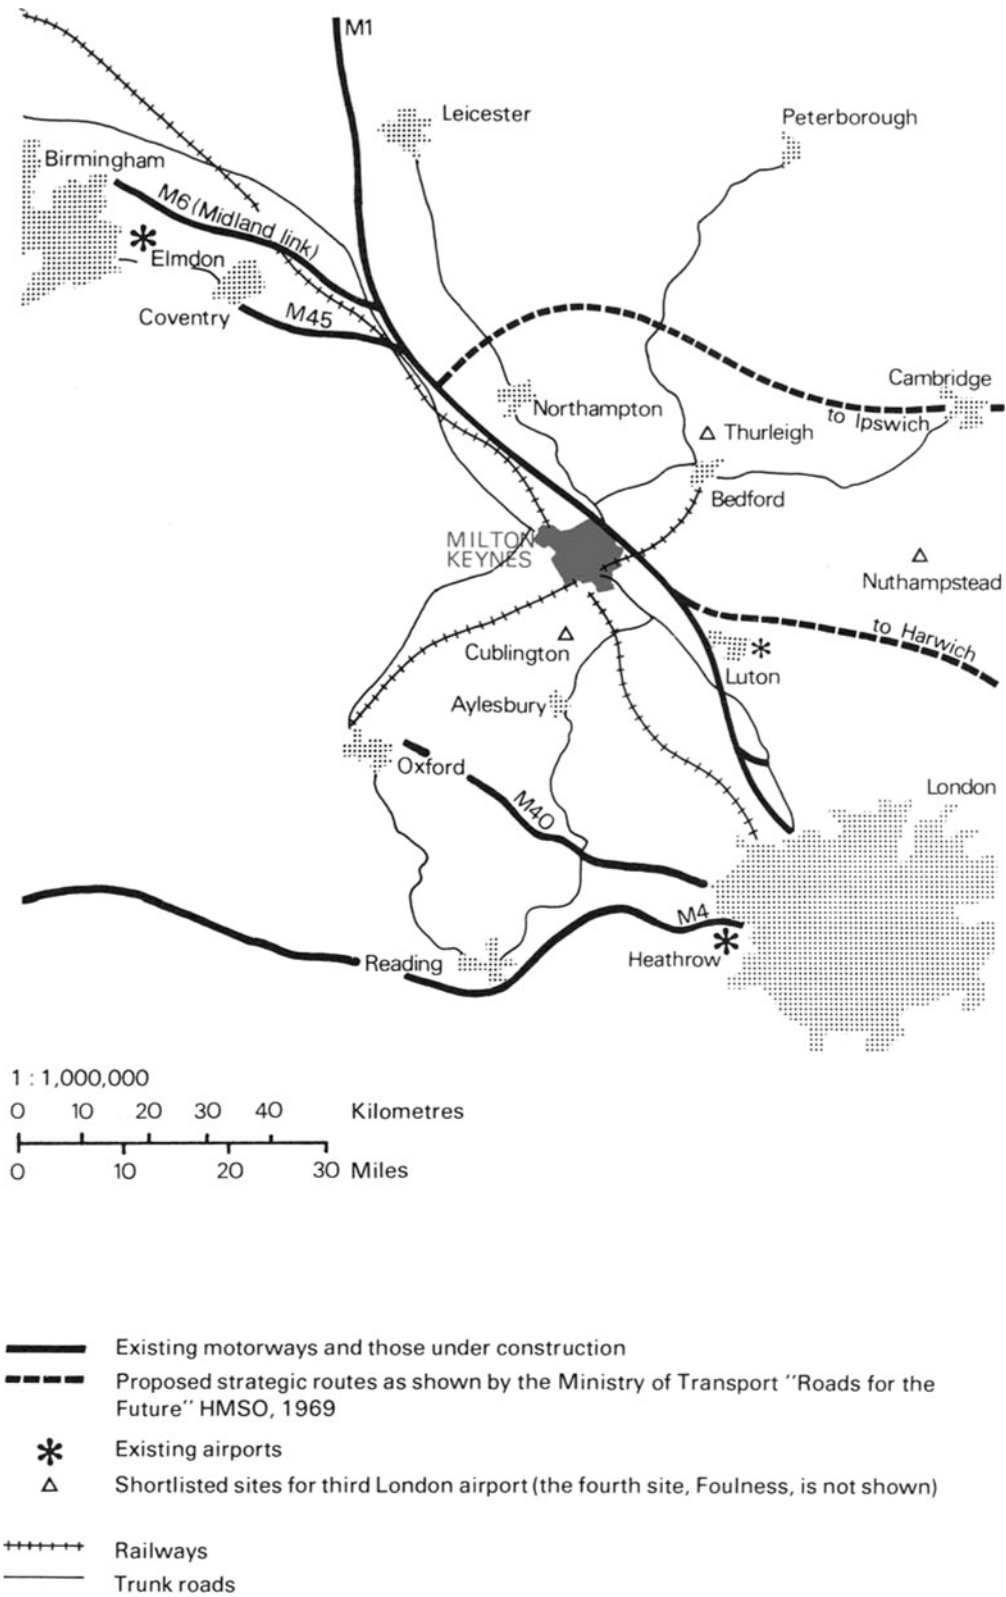 M1
Leicester
Peterborough
Birmingham
M6 (Midland link)
Elmdon
Coventry
M45
Cambridge
to Ipswich
Northampton
Thurleigh
Bedford
MILTON
KEYNES
Nuthampstead
to Harwich
Cublington
Luton
Aylesbury
Oxford
London
M40
M4
Reading
Heathrow
1 : 1,000,000
0 10 20 30 40 Kilometres
0 10 20 30 Miles
Existing motorways and those under construction
Proposed strategic routes as shown by the Ministry of Transport "Roads for the
Future" HMSO, 1969
Existing airports
Shortlisted sites for third London airport (the fourth site, Foulness, is not shown)
Railways
Trunk roads